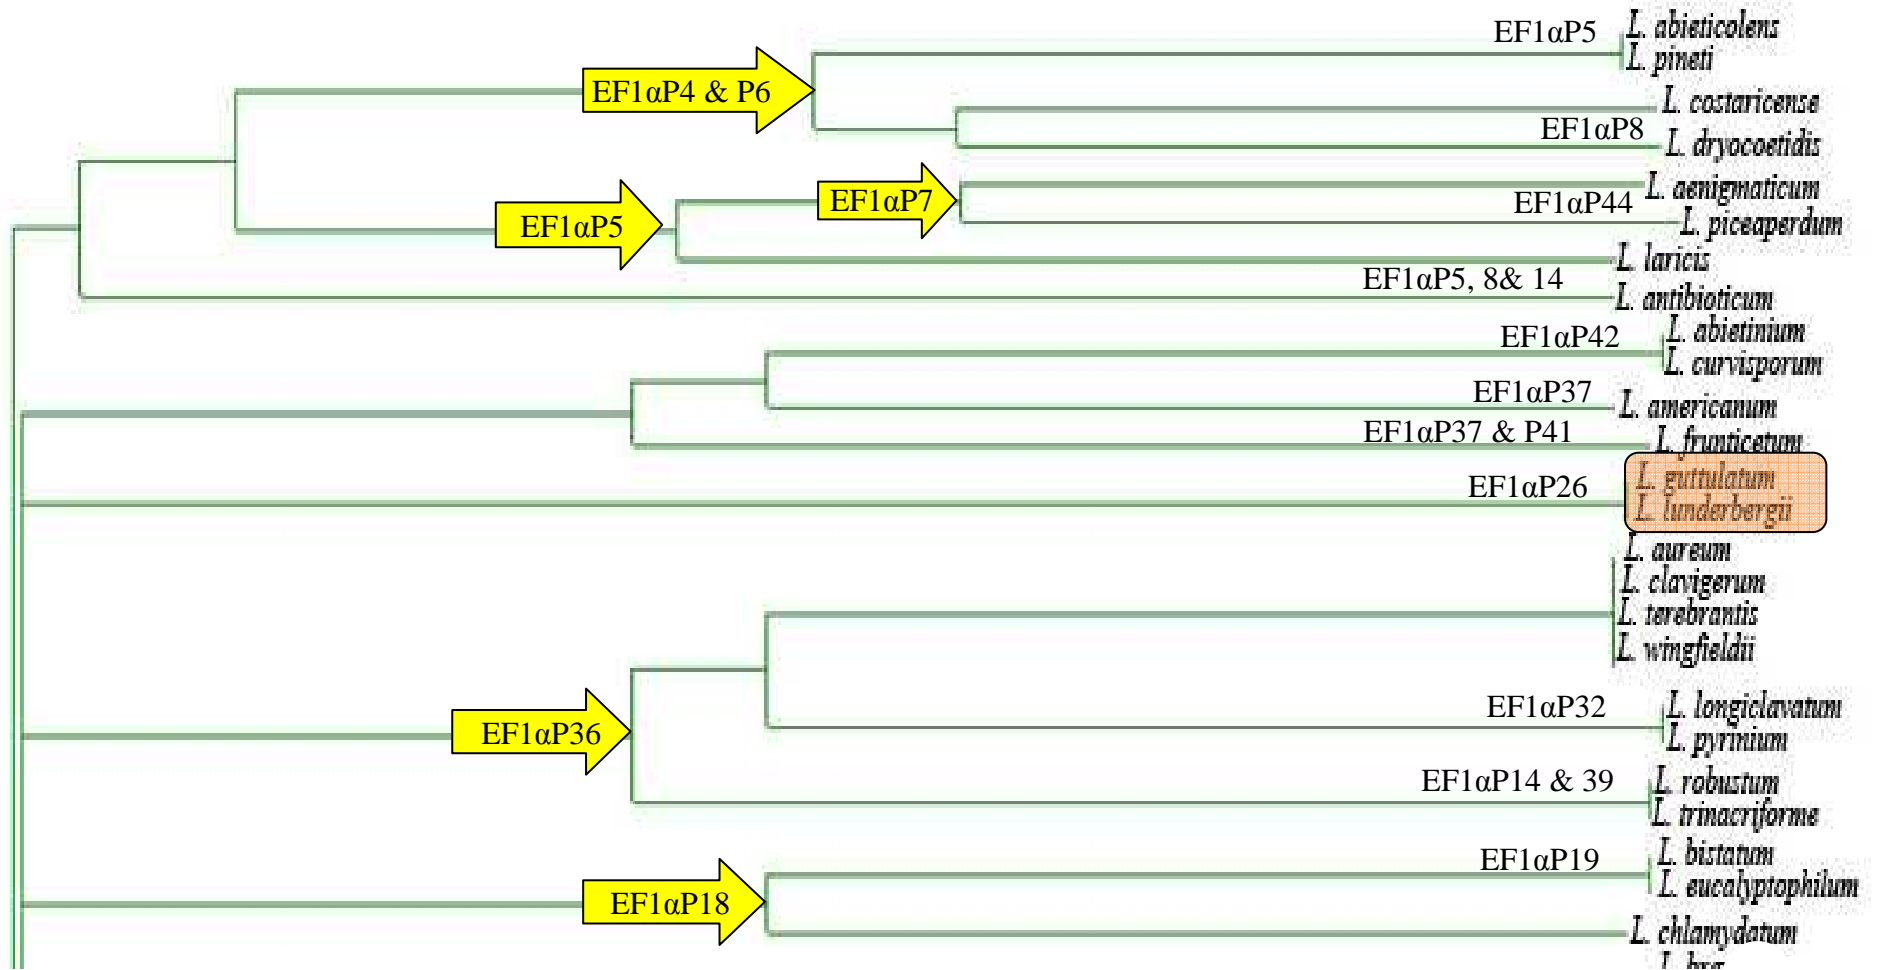 EF1αP5
L. abieticolens
L. pineti
EF1αP4 & P6
L. costaricense
EF1αP8
L. dryocoetidis
L. aenigmaticum
EF1αP7
EF1αP44
L. piceaperdum
EF1αP5
L. laricis
EF1αP5, 8& 14
L. antibioticum
EF1αP42
L. abietinium
L. curvisporum
EF1αP37
L. americanum
EF1αP37 & P41
L. frunticetum
L. guttulatum
EF1αP26
L. lunderbergii
L. aureum
L. clavigerum
L. terebrantis
L. wingfieldii
EF1αP32
L. longiclavatum
EF1αP36
L. pyrinium
EF1αP14 & 39
L. robustum
L. trinacriforme
EF1αP19
L. bistatum
L. eucalyptophilum
EF1αP18
L. chlamydatum